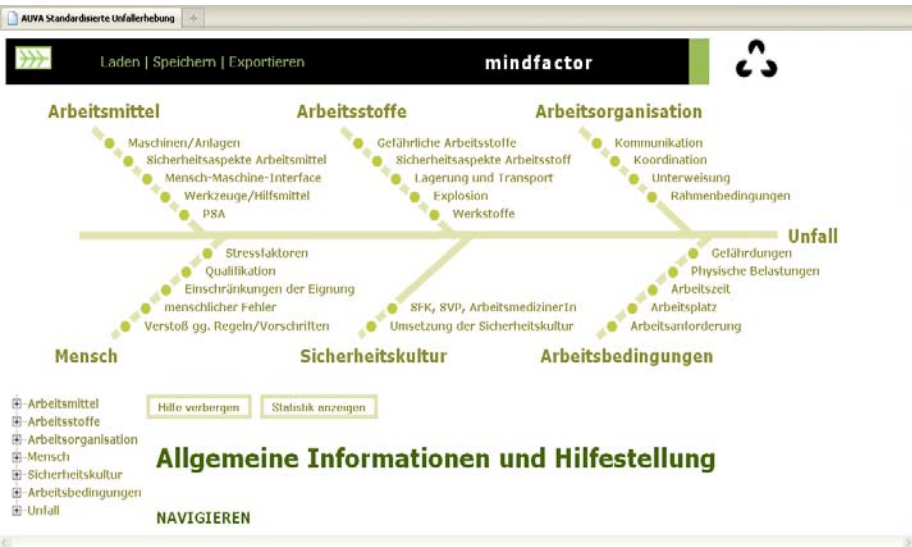 AUVA Standardisierte Unfallerhebung
Laden | Speichern | Exportieren
mindfactor
Arbeitsmittel
Arbeitsstoffe
Arbeitsorganisation
Maschinen/Anlagen
Sicherheitsaspekte Arbeitsmittel
Mensch-Maschine-Interface
Werkzeuge/Hilfsmittel
PSA
Gefährliche Arbeitsstoffe
Sicherheitsaspekte Arbeitsstoff
Lagerung und Transport
Explosion
Werkstoffe
Kommunikation
Koordination
Unterweisung
Rahmenbedingungen
Unfall
Stressfaktoren
Qualifikation
Einschränkungen der Eignung
menschlicher Fehler
Verstoß gg. Regeln/Vorschriften
SFK, SVP, ArbeitsmedizinerIn
Umsetzung der Sicherheitskultur
Gefährdungen
Physische Belastungen
Arbeitszeit
Arbeitsplatz
Arbeitsanforderung
Mensch
Sicherheitskultur
Arbeitsbedingungen
Arbeitsmittel
Arbeitsstoffe
Arbeitsorganisation
Mensch
Sicherheitskultur
Arbeitsbedingungen
Unfall
Hilfe verbergen
Statistik anzeigen
Allgemeine Informationen und Hilfestellung
NAVIGIEREN